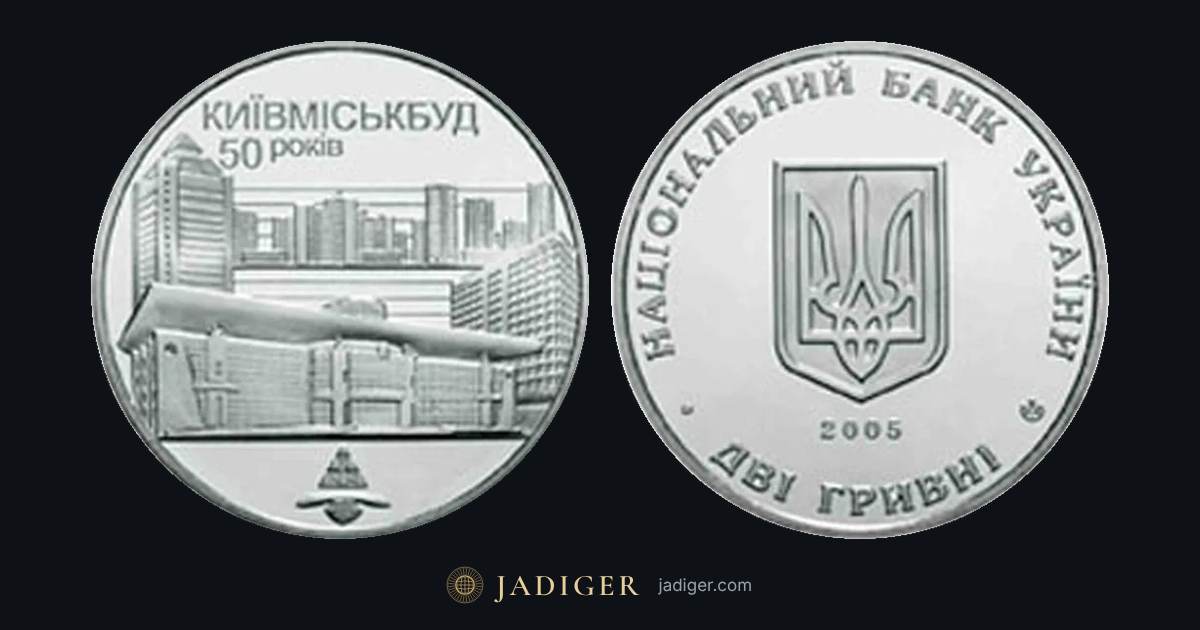 КИЇВМІСЬКБУД
50 років
НАЦІОНАЛЬНИЙ БАНК УКРАЇНИ
2005
ДВІ ГРИВНІ
JADIGER jadiger.com